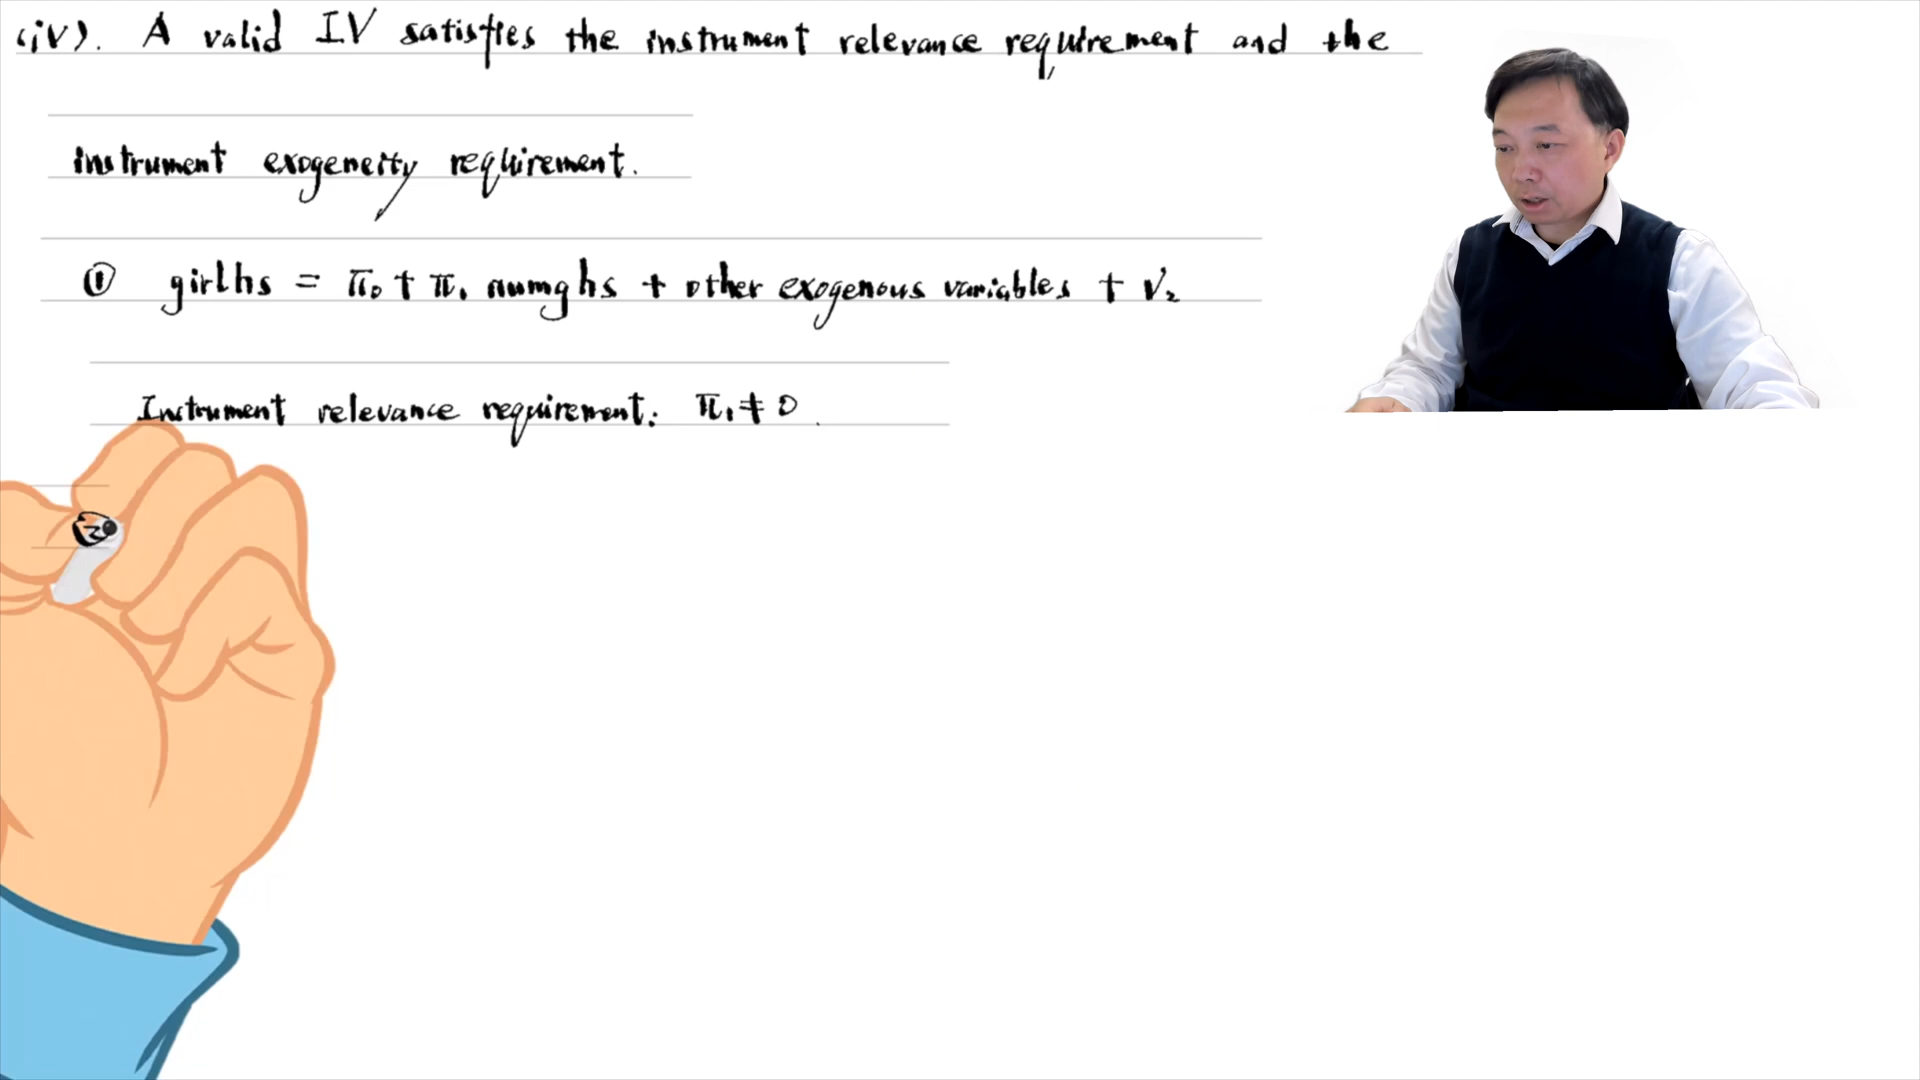 (iv). A valid IV satisfies the instrument relevance requirement and the
instrument exogeneity requirement.
① girlhs = π₀ + π₁ numghs + other exogenous variables + v₂
Instrument relevance requirement: π₁ ≠ 0.